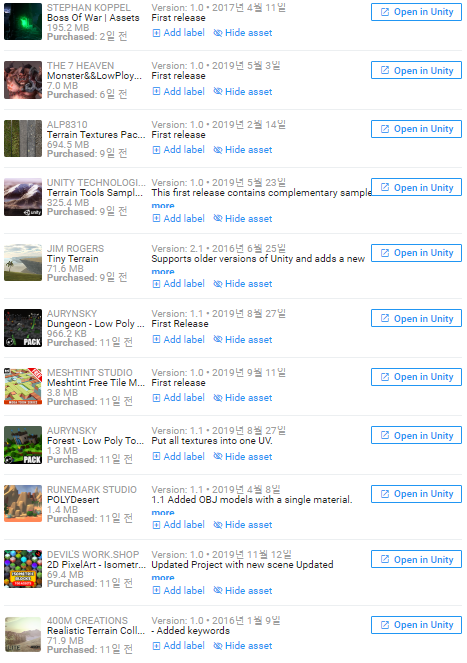 STEPHAN KOPPEL
Boss Of War | Assets
195.2 MB
Purchased: 2일 전
Version: 1.0 • 2017년 4월 11일
First release
Add label Hide asset
Open in Unity
THE 7 HEAVEN
Monster&&LowPloy...
7.0 MB
Purchased: 6일 전
Version: 1.0 • 2019년 5월 3일
First release
Add label Hide asset
Open in Unity
ALP8310
Terrain Textures Pac...
694.5 MB
Purchased: 9일 전
Version: 1.0 • 2019년 2월 14일
First release
Add label Hide asset
Open in Unity
unity
UNITY TECHNOLOGI...
Terrain Tools Sampl...
325.4 MB
Purchased: 9일 전
Version: 1.0 • 2019년 5월 23일
This first release contains complementary sample
more
Add label Hide asset
Open in Unity
JIM ROGERS
Tiny Terrain
71.6 MB
Purchased: 9일 전
Version: 2.1 • 2016년 6월 25일
Supports older versions of Unity and adds a new
more
Add label Hide asset
Open in Unity
PACK
AURYNSKY
Dungeon - Low Poly ...
966.2 KB
Purchased: 11일 전
Version: 1.1 • 2019년 8월 27일
First Release
Add label Hide asset
Open in Unity
MESHTINT STUDIO
Meshtint Free Tile M...
3.8 MB
Purchased: 11일 전
Version: 1.0 • 2019년 9월 11일
First release
Add label Hide asset
Open in Unity
PACK
AURYNSKY
Forest - Low Poly To...
1.3 MB
Purchased: 11일 전
Version: 1.1 • 2019년 8월 27일
Put all textures into one UV.
Add label Hide asset
Open in Unity
RUNEMARK STUDIO
POLYDesert
1.4 MB
Purchased: 11일 전
Version: 1.1 • 2019년 4월 8일
1.1 Added OBJ models with a single material.
more
Add label Hide asset
Open in Unity
ISOMETRIC
BLOCKS
DEVIL'S WORK.SHOP
2D PixelArt - Isometr...
69.4 MB
Purchased: 11일 전
Version: 1.0 • 2019년 11월 12일
Updated Project with new scene Updated
more
Add label Hide asset
Open in Unity
400M CREATIONS
Realistic Terrain Coll...
71.9 MB
Purchased: 11일 전
Version: 1.0 • 2016년 1월 9일
- Added keywords
Add label Hide asset
Open in Unity